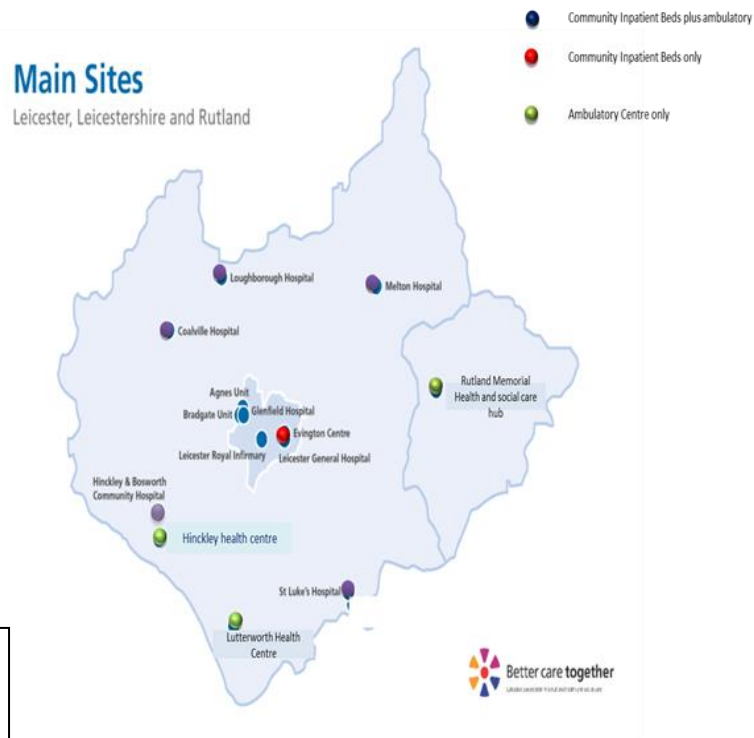 Community Inpatient Beds plus ambulatory
Main Sites
Leicester, Leicestershire and Rutland
Community Inpatient Beds only
Ambulatory Centre only
Loughborough Hospital
Melton Hospital
Coalville Hospital
Rutland Memorial
Health and social care
hub
Agnes Unit
Bradgate Unit
Glenfield Hospital
Evington Centre
Leicester Royal Infirmary
Leicester General Hospital
Hinckley & Bosworth
Community Hospital
Hinckley health centre
St Luke's Hospital
Lutterworth Health
Centre
Better care together